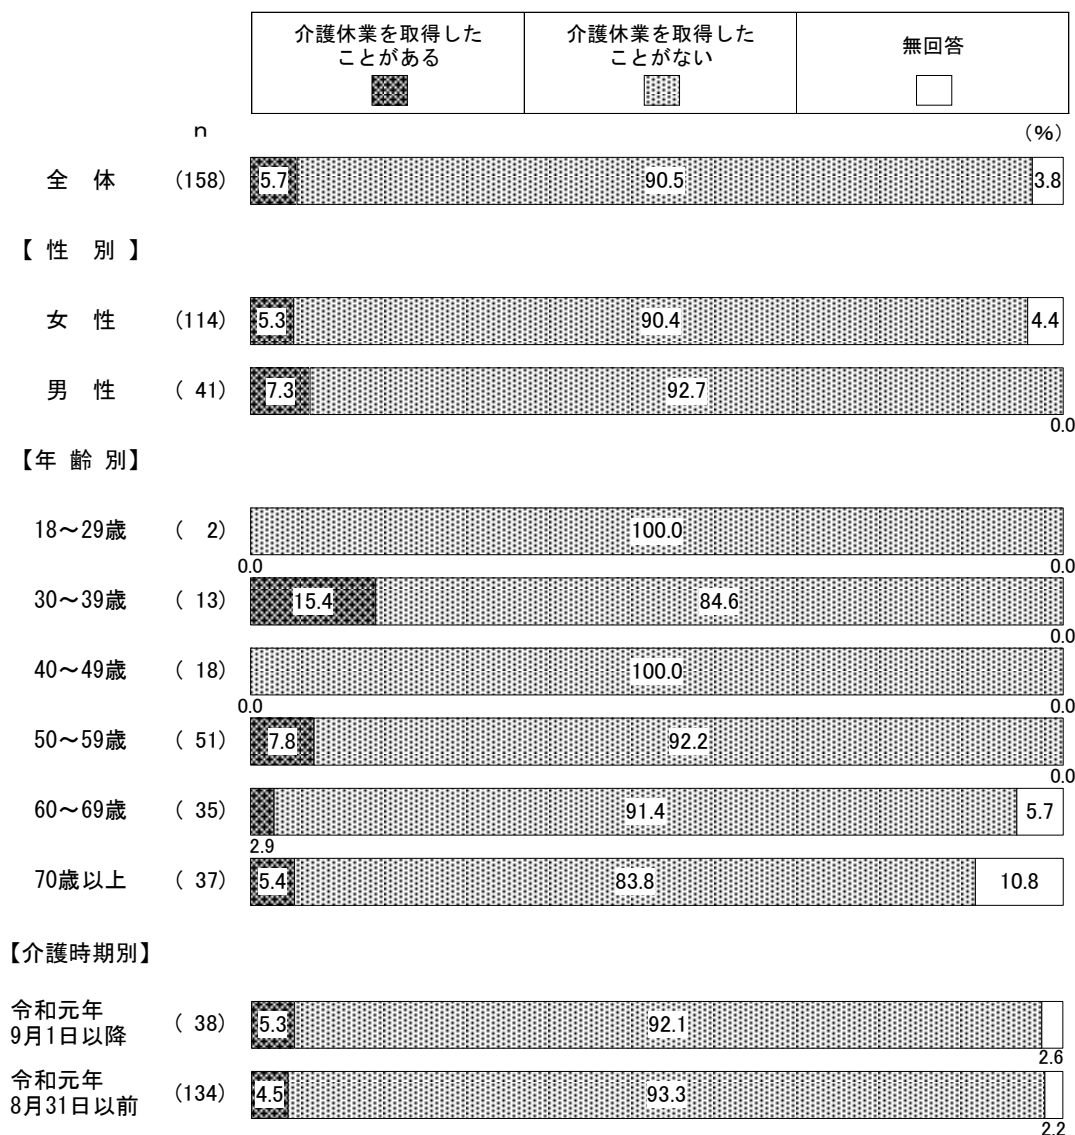 介護休業を取得した
ことがある
介護休業を取得した
ことがない
無回答
n
(%)
全　体 (158) 5.7 90.5 3.8
【 性　別 】
女　性 (114) 5.3 90.4 4.4
男　性 ( 41) 7.3 92.7
0.0
【年 齢 別】
18～29歳 ( 2) 100.0
0.0 0.0
30～39歳 ( 13) 15.4 84.6
0.0
40～49歳 ( 18) 100.0
0.0 0.0
50～59歳 ( 51) 7.8 92.2
0.0
60～69歳 ( 35) 91.4 5.7
2.9
70歳以上 ( 37) 5.4 83.8 10.8
【介護時期別】
令和元年
9月1日以降 ( 38) 5.3 92.1
2.6
令和元年
8月31日以前 (134) 4.5 93.3
2.2